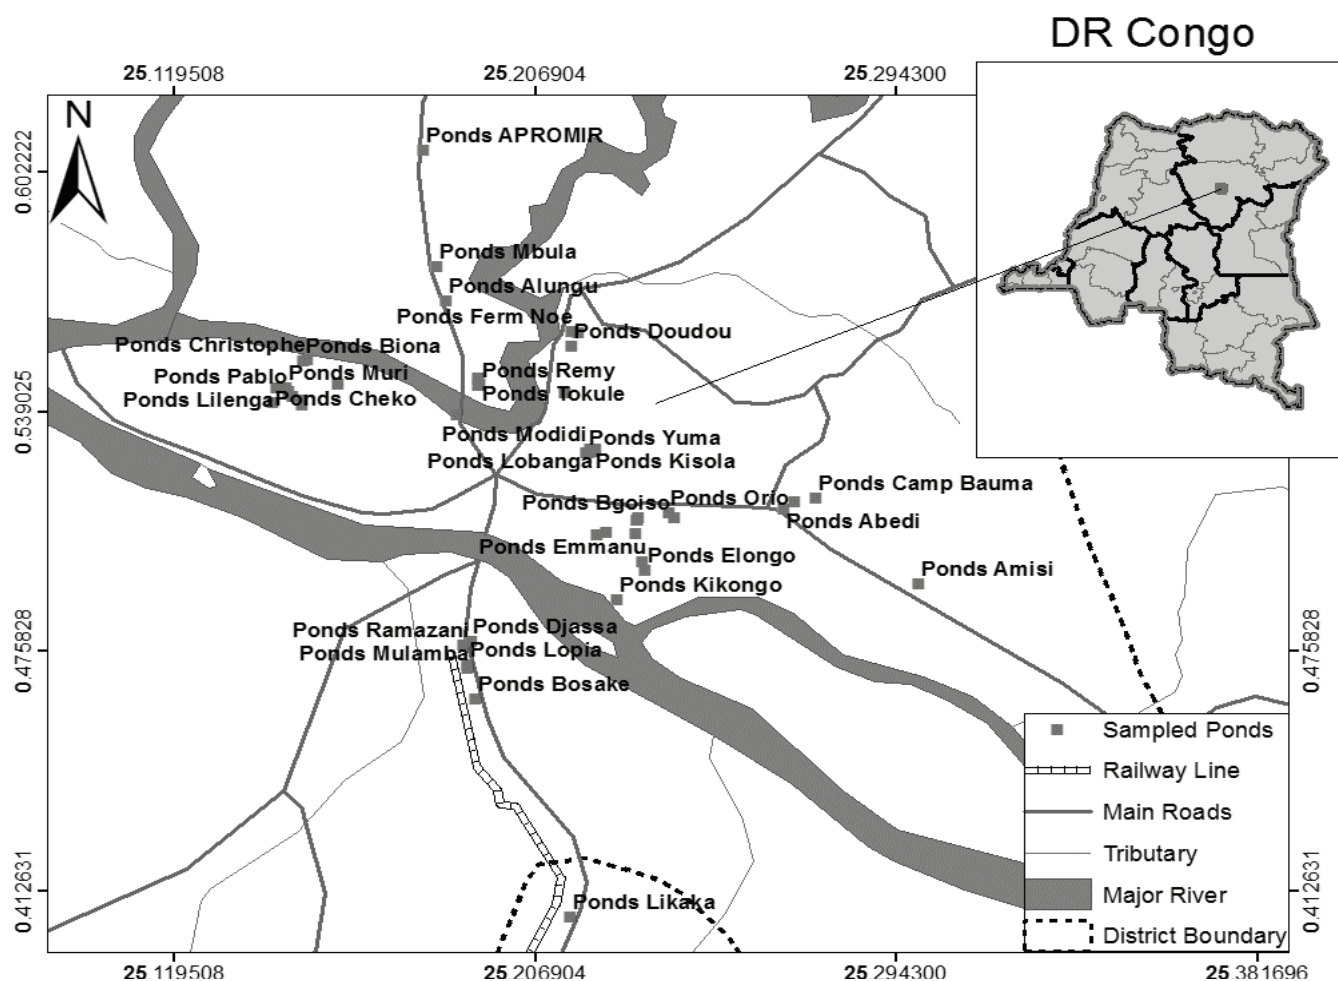 DR Congo
25.119508
25.206904
25.294300
N
0.602222
0.539025
0.475828
0.412631
Ponds APROMIR
Ponds Mbula
Ponds Alungu
Ponds Ferm Noe
Ponds Doudou
Ponds Christophe
Ponds Biona
Ponds Pablo
Ponds Muri
Ponds Remy
Ponds Lilenga
Ponds Cheko
Ponds Tokule
Ponds Modidi
Ponds Yuma
Ponds Lobanga
Ponds Kisola
Ponds Camp Bauma
Ponds Bgoiso
Ponds Orio
Ponds Abedi
Ponds Emmanu
Ponds Elongo
Ponds Amisi
Ponds Kikongo
Ponds Ramazani
Ponds Djassa
Ponds Mulamba
Ponds Lopia
Ponds Bosake
Ponds Likaka
0.475828
0.412631
Sampled Ponds
Railway Line
Main Roads
Tributary
Major River
District Boundary
25.119508
25.206904
25.294300
25.381696